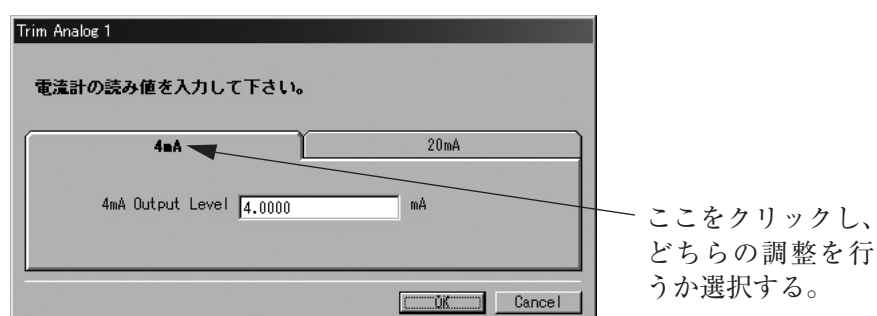 Trim Analog 1
電流計の読み値を入力して下さい。
4mA
20mA
4mA Output Level 4.0000 mA
OK Cancel
ここをクリックし、
どちらの調整を行
うか選択する。